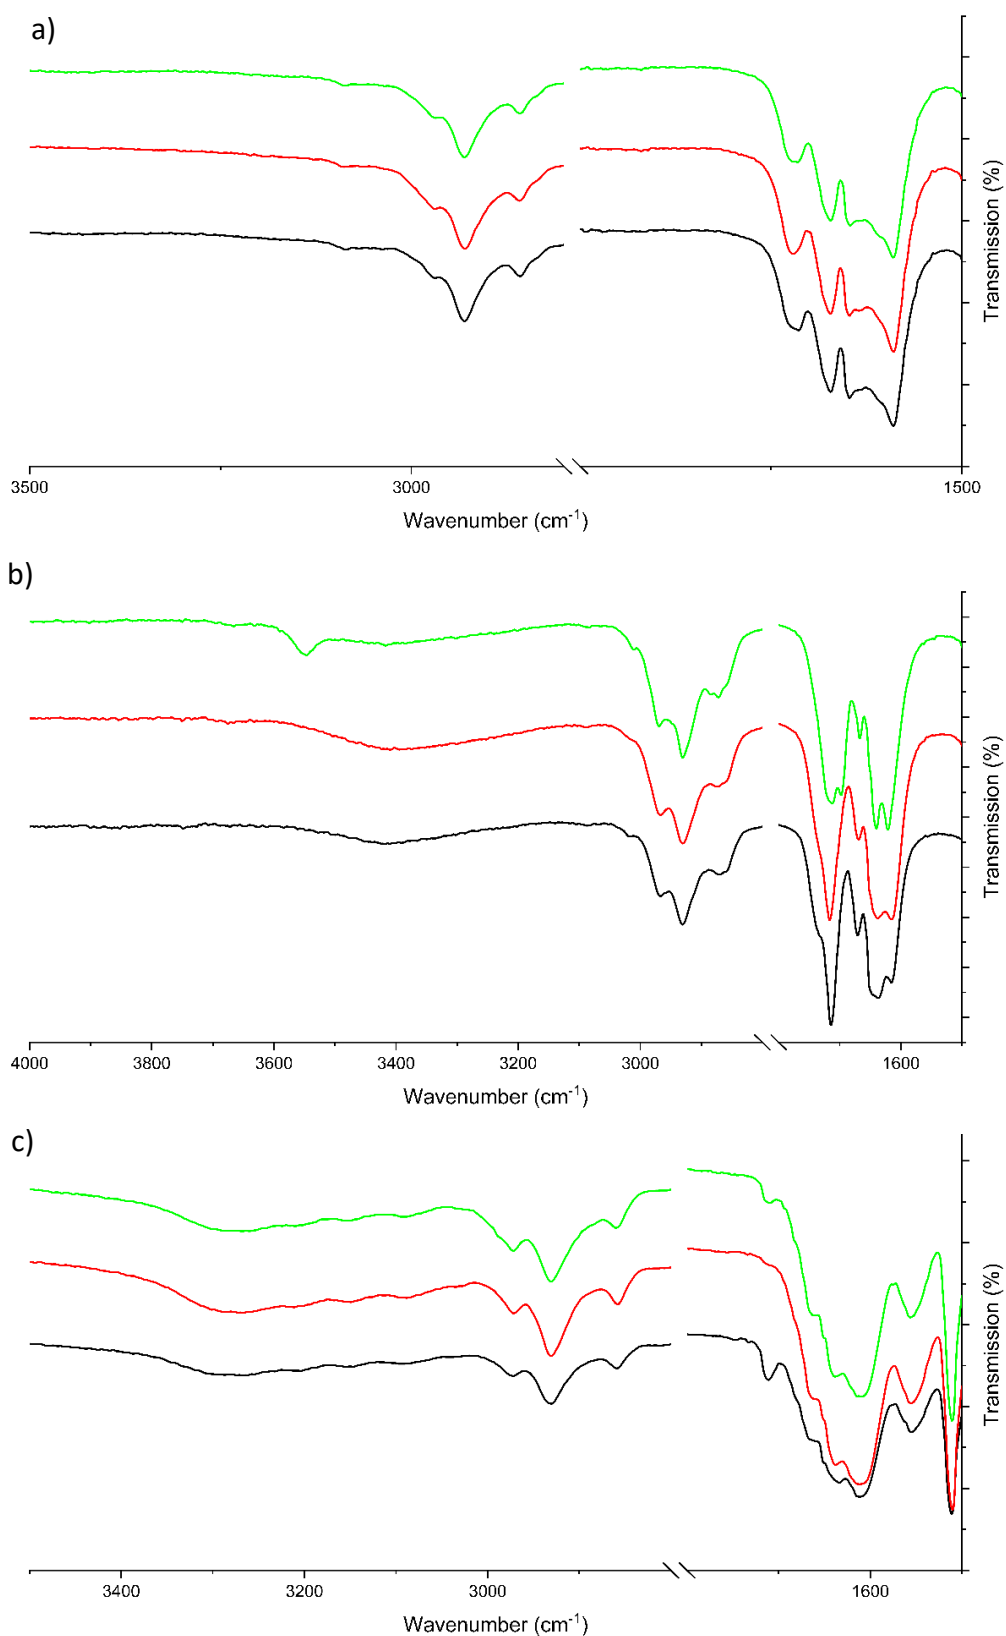 a)
Transmission (%)
3500 3000 1500
Wavenumber (cm⁻¹)
b)
Transmission (%)
4000 3800 3600 3400 3200 3000 1600
Wavenumber (cm⁻¹)
c)
Transmission (%)
3400 3200 3000 1600
Wavenumber (cm⁻¹)